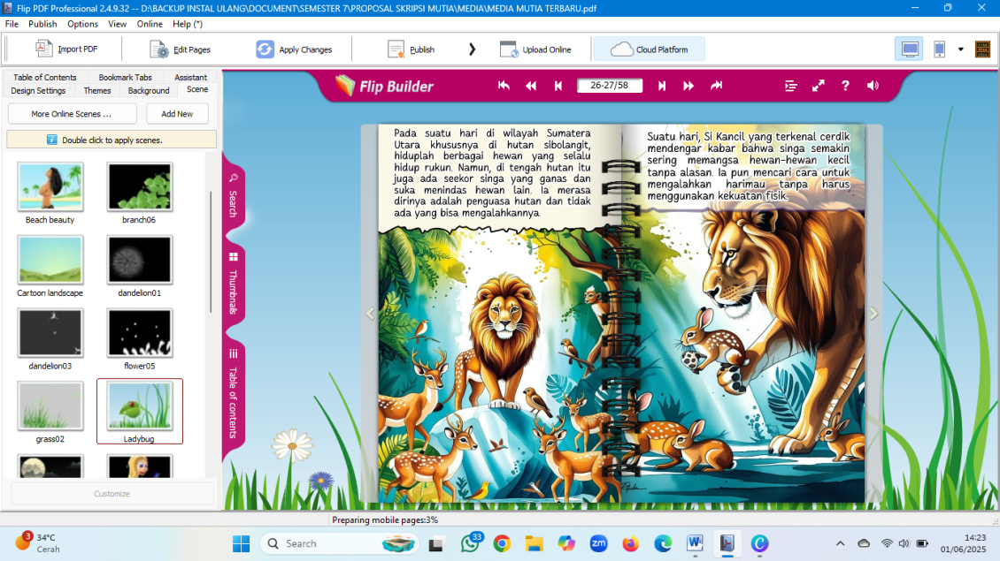 Flip PDF Professional 2.4.9.32 -- D:\BACKUP INSTAL ULANG\DOCUMENT\SEMESTER 7\PROPOSAL SKRIPSI MUTIA\MEDIA\MEDIA MUTIA TERBARU.pdf
File Publish Options View Online Help (*)
Import PDF Edit Pages Apply Changes Publish Upload Online Cloud Platform
Table of Contents Bookmark Tabs Assistant
Design Settings Themes Background Scene
More Online Scenes ... Add New
Double click to apply scenes.
Beach beauty branch06
Cartoon landscape dandelion01
dandelion03 flower05
grass02 Ladybug
Customize
Flip Builder
26-27/58
Search
Thumbnails
Table of contents
Pada suatu hari di wilayah Sumatera
Utara khususnya di hutan sibolangit,
hiduplah berbagai hewan yang selalu
hidup rukun. Namun, di tengah hutan itu
juga ada seekor singa yang ganas dan
suka menindas hewan lain. Ia merasa
dirinya adalah penguasa hutan dan tidak
ada yang bisa mengalahkannya.
Suatu hari, Si Kancil yang terkenal cerdik
mendengar kabar bahwa singa semakin
sering memangsa hewan-hewan kecil
tanpa alasan. Ia pun mencari cara untuk
mengalahkan harimau tanpa harus
menggunakan kekuatan fisik.
Preparing mobile pages:3%
3
34°C
Cerah
Search
33
zm
14:23
01/06/2025